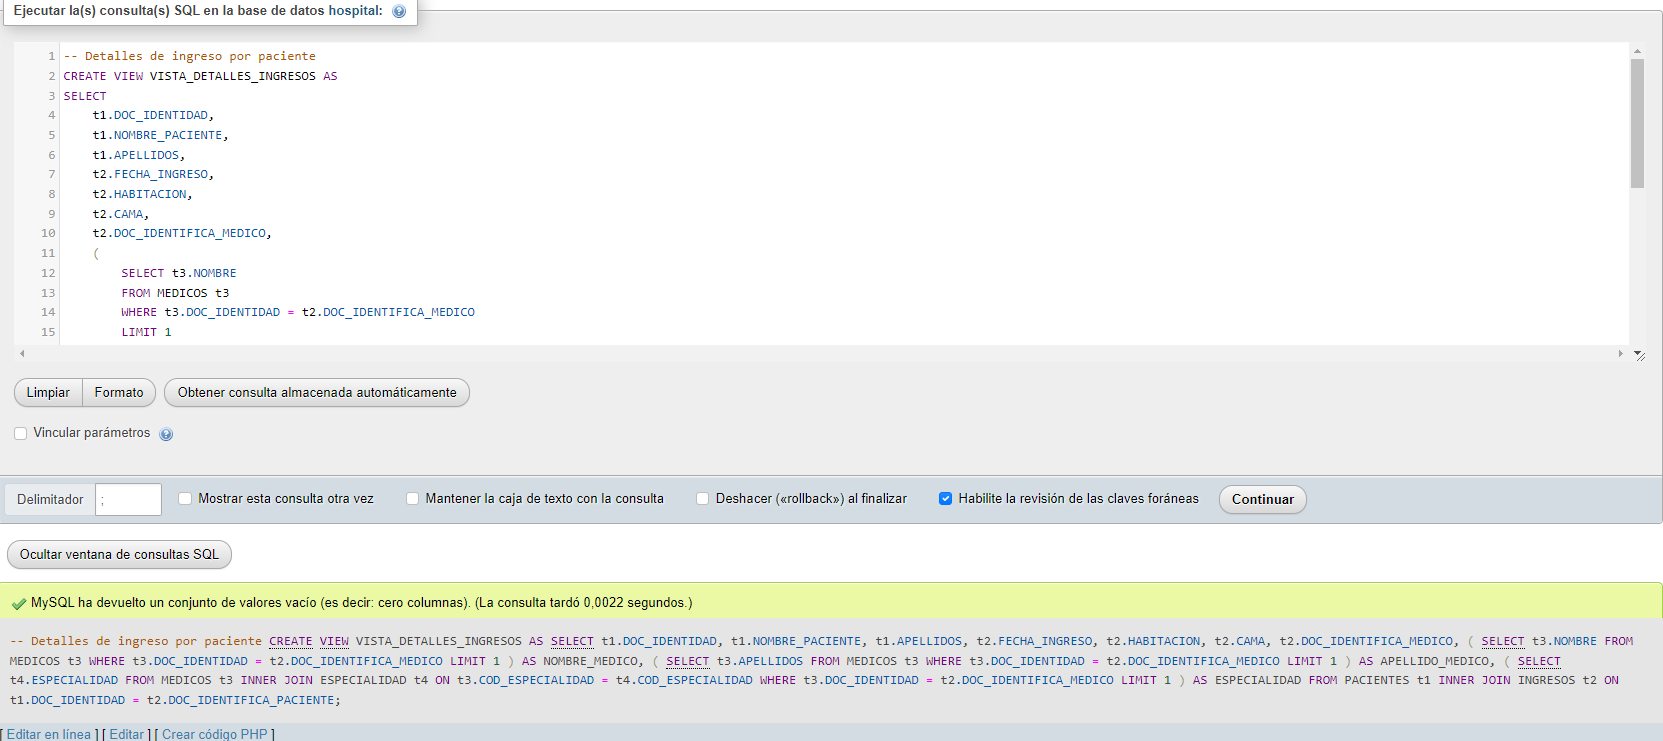 Ejecutar la(s) consulta(s) SQL en la base de datos hospital:
1 -- Detalles de ingreso por paciente
2 CREATE VIEW VISTA_DETALLES_INGRESOS AS
3 SELECT
4 t1.DOC_IDENTIDAD,
5 t1.NOMBRE_PACIENTE,
6 t1.APELLIDOS,
7 t2.FECHA_INGRESO,
8 t2.HABITACION,
9 t2.CAMA,
10 t2.DOC_IDENTIFICA_MEDICO,
11 (
12 SELECT t3.NOMBRE
13 FROM MEDICOS t3
14 WHERE t3.DOC_IDENTIDAD = t2.DOC_IDENTIFICA_MEDICO
15 LIMIT 1
Limpiar Formato Obtener consulta almacenada automáticamente
Vincular parámetros
Delimitador ; Mostrar esta consulta otra vez Mantener la caja de texto con la consulta Deshacer («rollback») al finalizar Habilite la revisión de las claves foráneas Continuar
Ocultar ventana de consultas SQL
MySQL ha devuelto un conjunto de valores vacío (es decir: cero columnas). (La consulta tardó 0,0022 segundos.)
-- Detalles de ingreso por paciente CREATE VIEW VISTA_DETALLES_INGRESOS AS SELECT t1.DOC_IDENTIDAD, t1.NOMBRE_PACIENTE, t1.APELLIDOS, t2.FECHA_INGRESO, t2.HABITACION, t2.CAMA, t2.DOC_IDENTIFICA_MEDICO, ( SELECT t3.NOMBRE FROM
MEDICOS t3 WHERE t3.DOC_IDENTIDAD = t2.DOC_IDENTIFICA_MEDICO LIMIT 1 ) AS NOMBRE_MEDICO, ( SELECT t3.APELLIDOS FROM MEDICOS t3 WHERE t3.DOC_IDENTIDAD = t2.DOC_IDENTIFICA_MEDICO LIMIT 1 ) AS APELLIDO_MEDICO, ( SELECT
t4.ESPECIALIDAD FROM MEDICOS t3 INNER JOIN ESPECIALIDAD t4 ON t3.COD_ESPECIALIDAD = t4.COD_ESPECIALIDAD WHERE t3.DOC_IDENTIDAD = t2.DOC_IDENTIFICA_MEDICO LIMIT 1 ) AS ESPECIALIDAD FROM PACIENTES t1 INNER JOIN INGRESOS t2 ON
t1.DOC_IDENTIDAD = t2.DOC_IDENTIFICA_PACIENTE;
[ Editar en línea ] [ Editar ] [ Crear código PHP ]